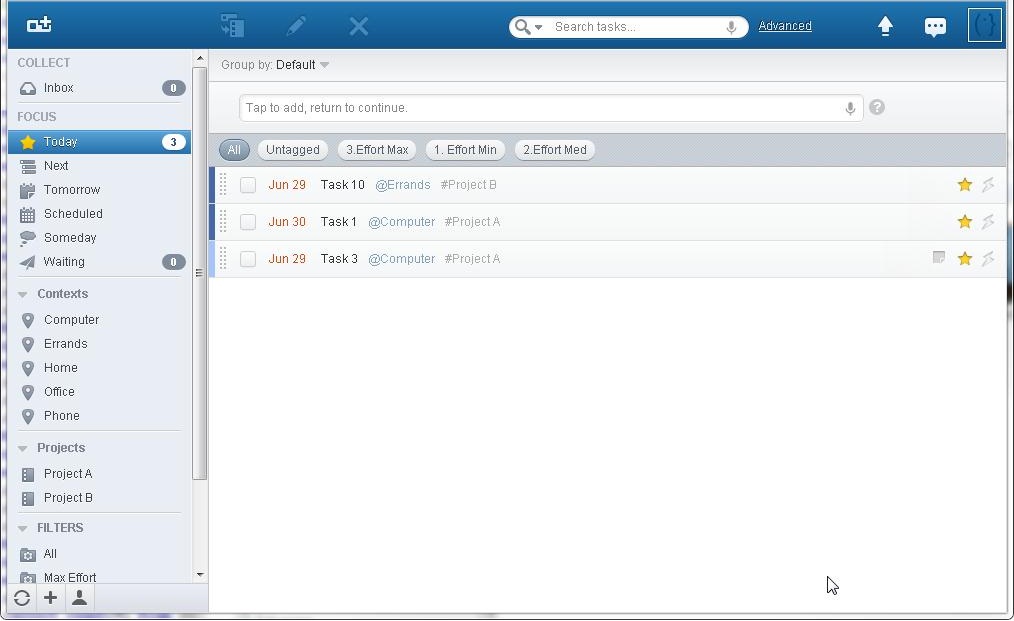 Search tasks... Advanced
COLLECT
Inbox 0
FOCUS
Today 3
Next
Tomorrow
Scheduled
Someday
Waiting 0
Contexts
Computer
Errands
Home
Office
Phone
Projects
Project A
Project B
FILTERS
All
Max Effort
Group by: Default
Tap to add, return to continue.
?
All Untagged 3.Effort Max 1. Effort Min 2.Effort Med
Jun 29 Task 10 @Errands #Project B
Jun 30 Task 1 @Computer #Project A
Jun 29 Task 3 @Computer #Project A